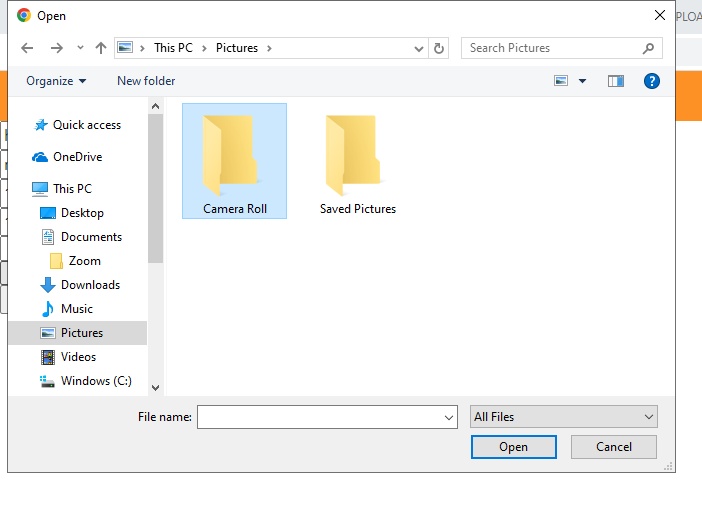 Open
PLOA
This PC
Pictures
Search Pictures
Organize
New folder
Quick access
OneDrive
This PC
Desktop
Documents
Zoom
Downloads
Music
Pictures
Videos
Windows (C:)
Camera Roll
Saved Pictures
File name:
All Files
Open
Cancel